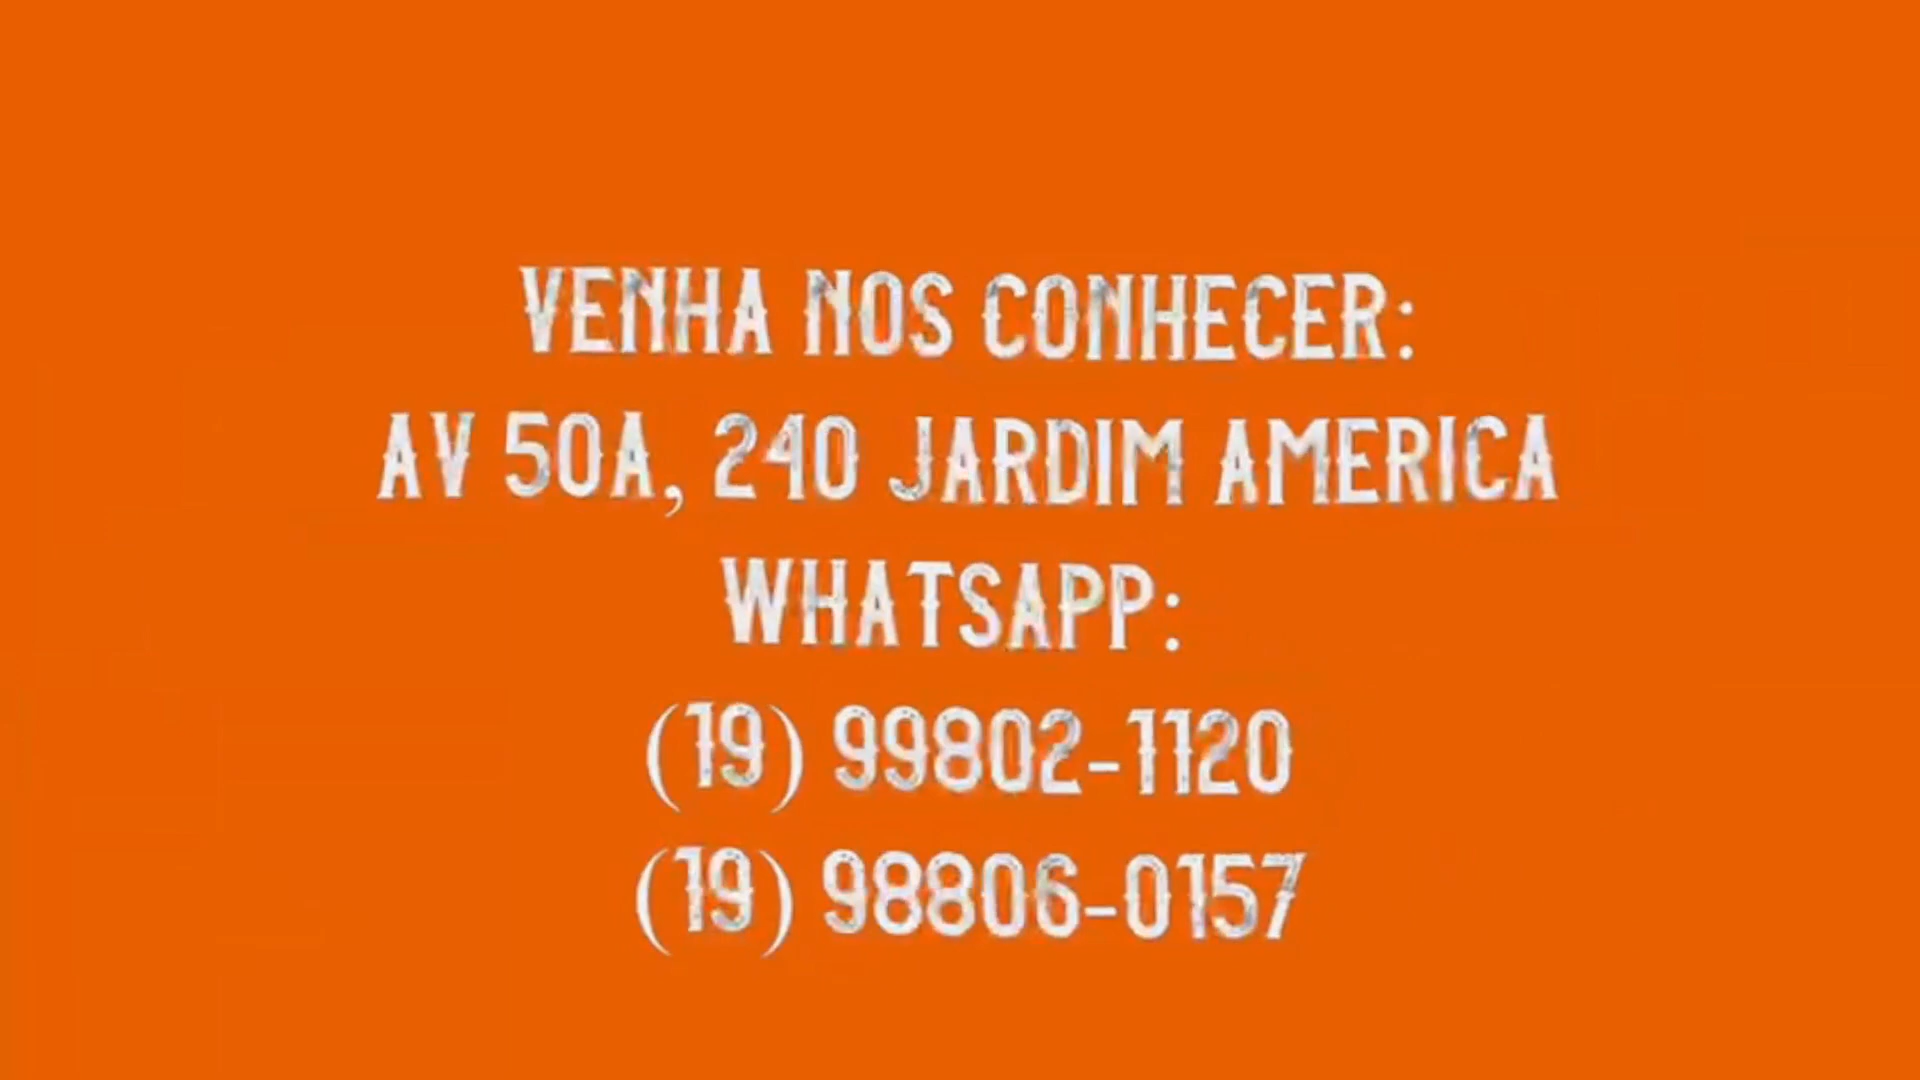 VENHA NOS CONHECER:
AV 50A, 240 JARDIM AMERICA
WHATSAPP:
(19) 99802-1120
(19) 98806-0157